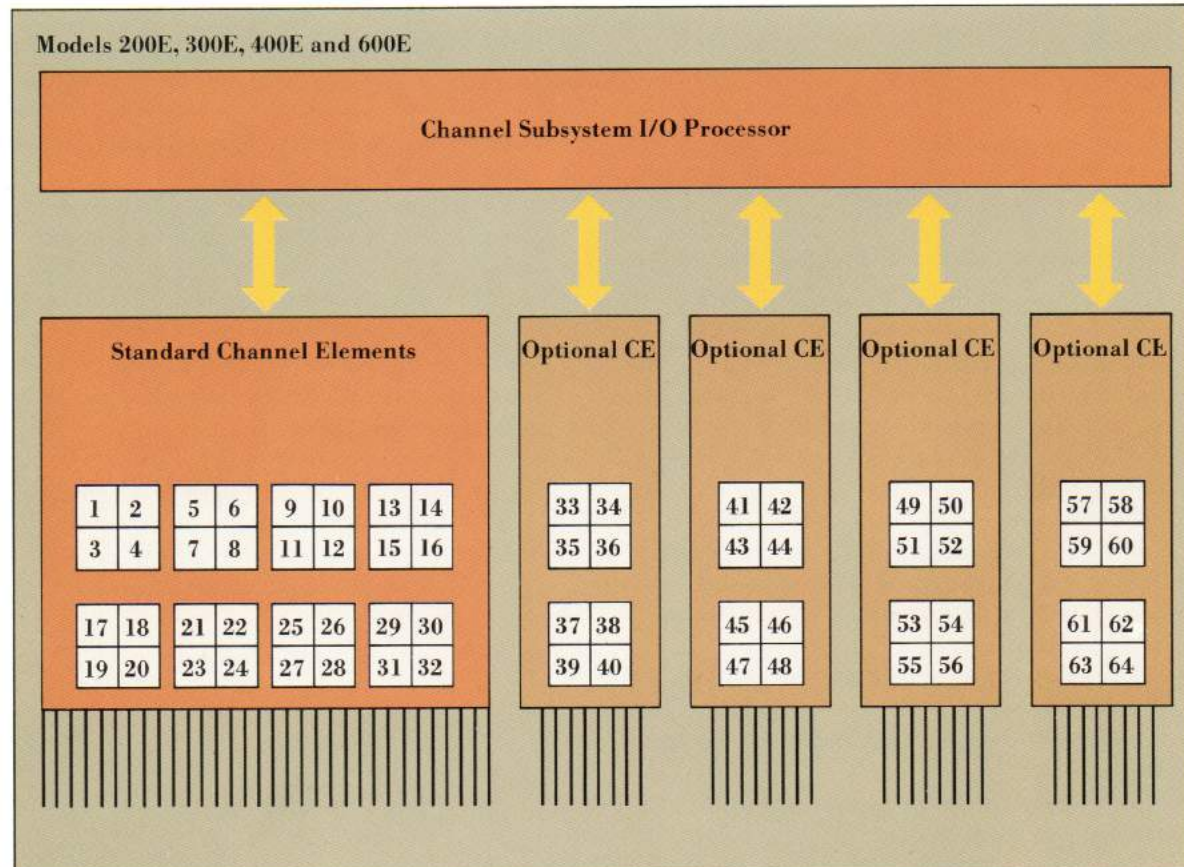 Models 200E, 300E, 400E and 600E
Channel Subsystem I/O Processor
Standard Channel Elements
Optional CE
Optional CE
Optional CE
Optional CE
1 2 5 6 9 10 13 14 33 34 41 42 49 50 57 58
3 4 7 8 11 12 15 16 35 36 43 44 51 52 59 60
17 18 21 22 25 26 29 30 37 38 45 46 53 54 61 62
19 20 23 24 27 28 31 32 39 40 47 48 55 56 63 64